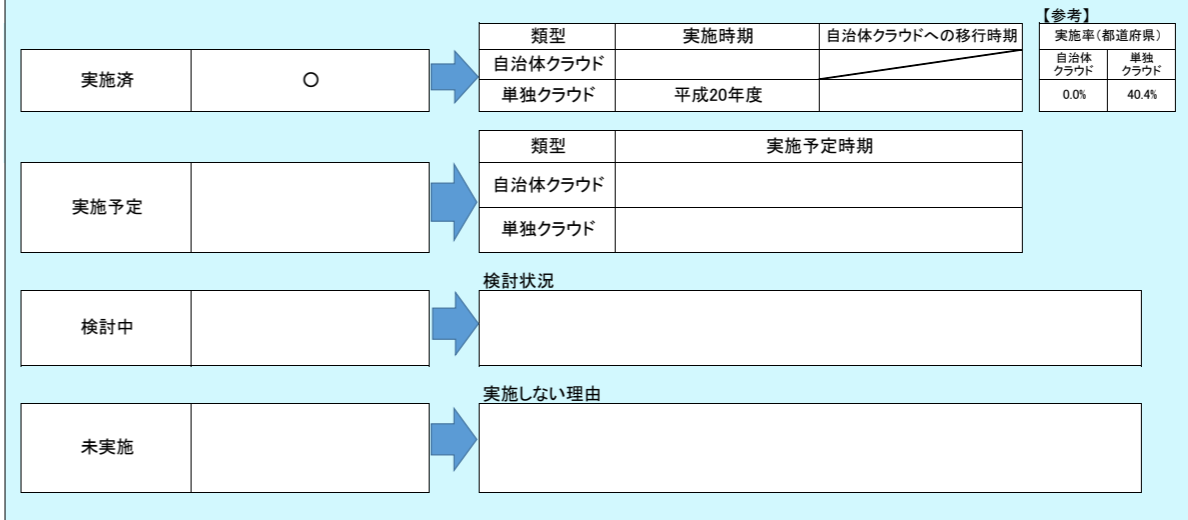 【参考】
類型 実施時期 自治体クラウドへの移行時期
実施率(都道府県)
実施済 ○
自治体クラウド
自治体
クラウド
単独
クラウド
単独クラウド 平成20年度
0.0% 40.4%
類型 実施予定時期
実施予定
自治体クラウド
単独クラウド
検討状況
検討中
実施しない理由
未実施